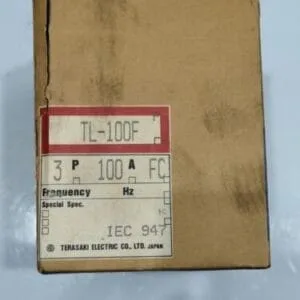 TL-100F
3 P 100 A FC
Frequency Hz
Special Spec.
IEC 947
TERASAKI ELECTRIC CO., LTD. JAPAN